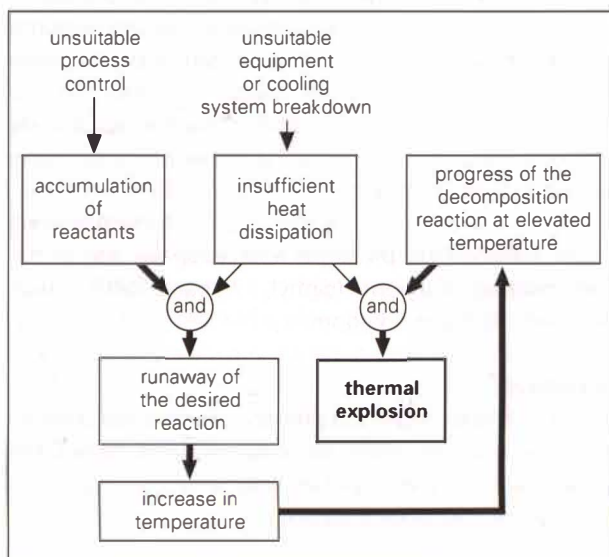 unsuitable
process
control
unsuitable
equipment
or cooling
system breakdown
accumulation
of
reactants
insufficient
heat
dissipation
progress of the
decomposition
reaction at elevated
temperature
and
and
runaway of
the desired
reaction
thermal
explosion
increase in
temperature